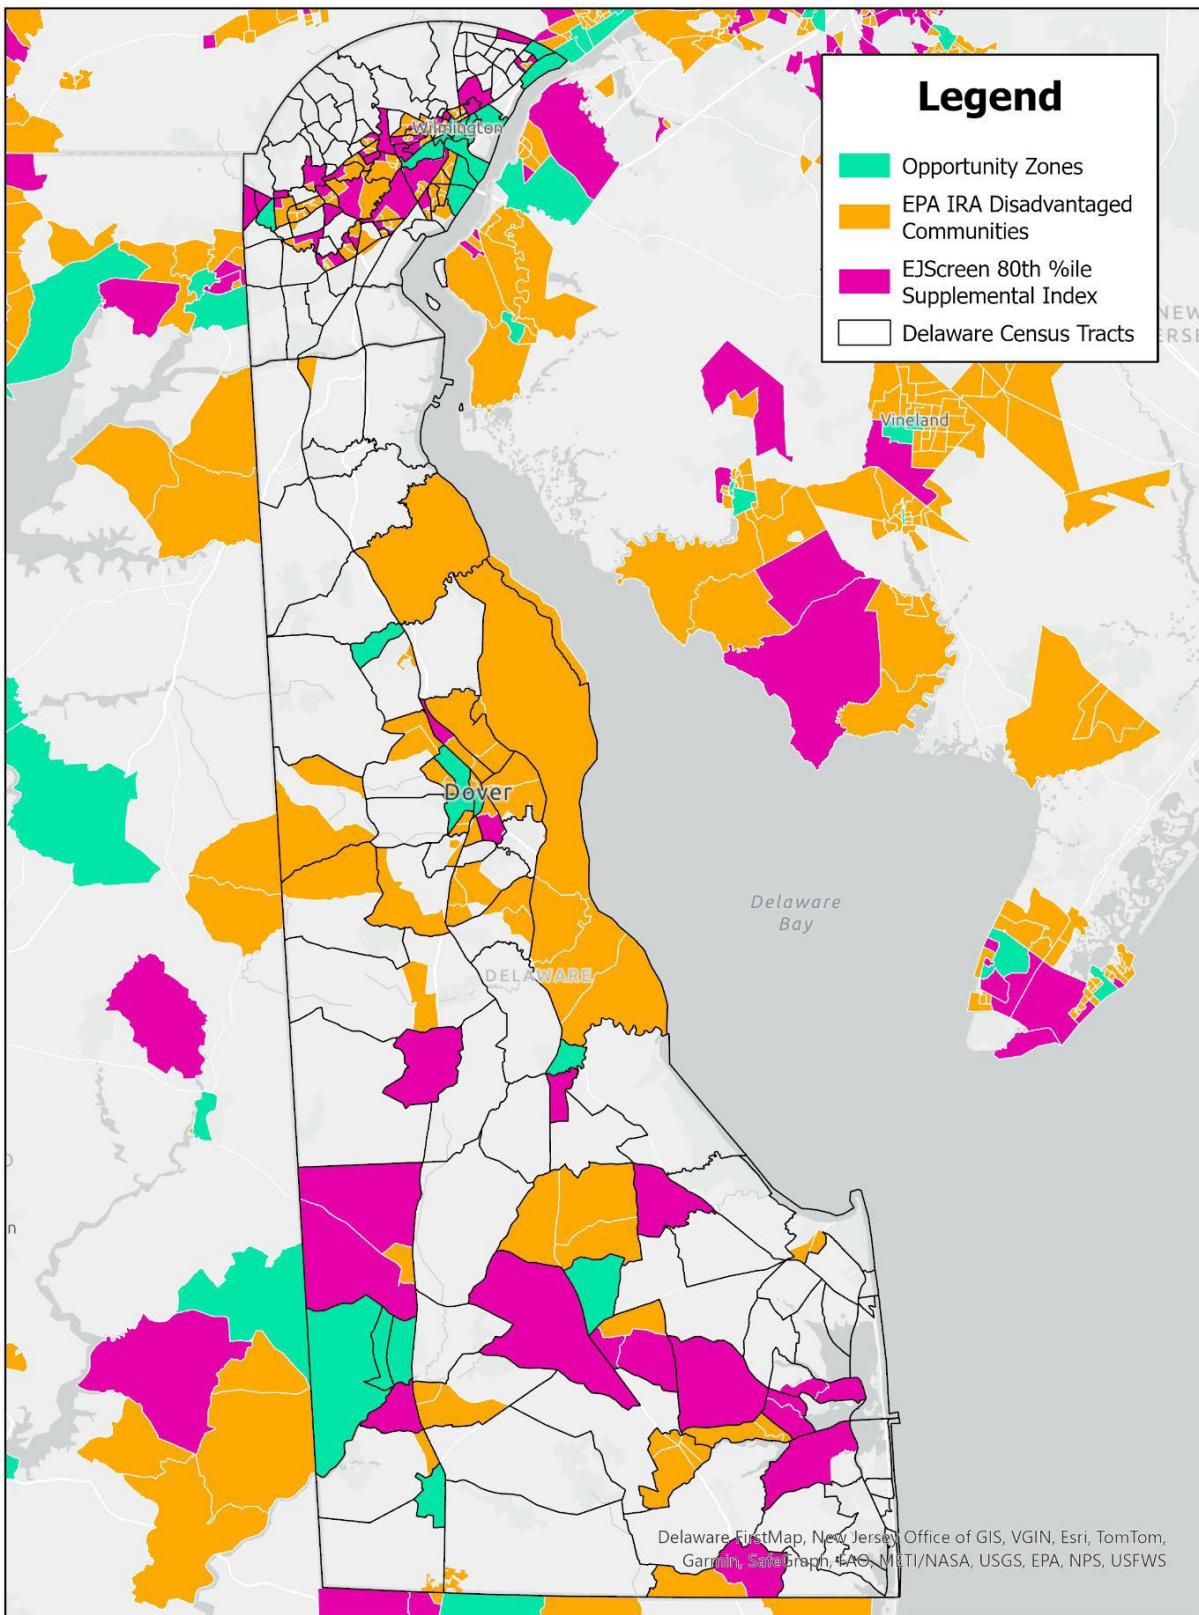 Legend
Opportunity Zones
EPA IRA Disadvantaged
Communities
EJScreen 80th %ile
Supplemental Index
Delaware Census Tracts
Wilmington
NEW
ERSE
Vineland
Dover
Delaware
Bay
DELAWARE
n
Delaware FirstMap, New Jersey Office of GIS, VGIN, Esri, TomTom,
Garmin, SafeGraph, FAO, METI/NASA, USGS, EPA, NPS, USFWS